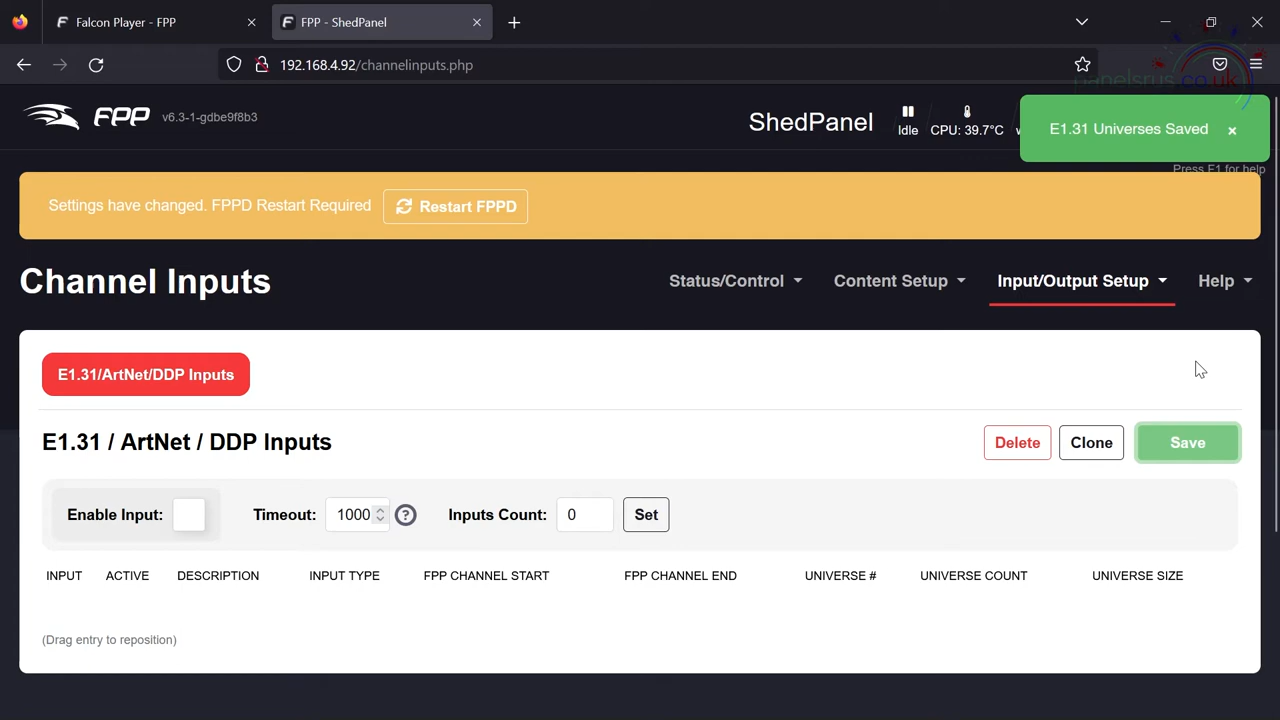 Falcon Player - FPP
FPP - ShedPanel
192.168.4.92/channelinputs.php
panelsrus.co.uk
FPP v6.3-1-gdbe9f8b3
ShedPanel
Idle
CPU: 39.7°C
E1.31 Universes Saved
Press F1 for help
Settings have changed. FPPD Restart Required
Restart FPPD
Channel Inputs
Status/Control
Content Setup
Input/Output Setup
Help
E1.31/ArtNet/DDP Inputs
E1.31 / ArtNet / DDP Inputs
Delete
Clone
Save
Enable Input:
Timeout: 1000
Inputs Count: 0
Set
INPUT ACTIVE DESCRIPTION INPUT TYPE FPP CHANNEL START FPP CHANNEL END UNIVERSE # UNIVERSE COUNT UNIVERSE SIZE
(Drag entry to reposition)